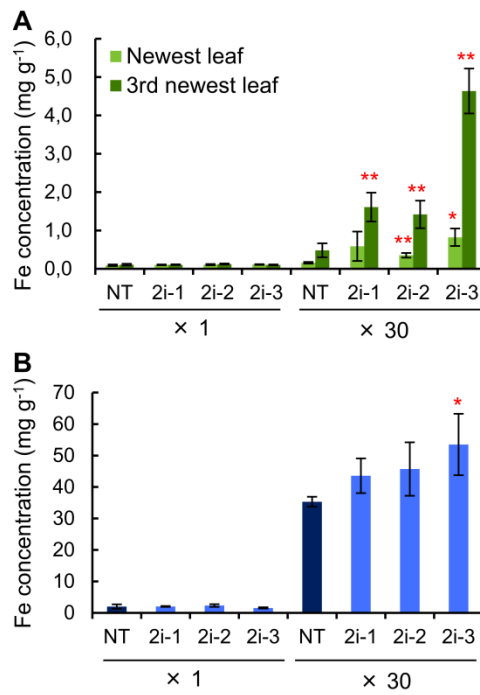 A
Fe concentration (mg g⁻¹)
6,0
5,0
4,0
3,0
2,0
1,0
0,0
Newest leaf
3rd newest leaf
**
**
**
*
**
NT 2i-1 2i-2 2i-3 NT 2i-1 2i-2 2i-3
× 1 × 30
B
Fe concentration (mg g⁻¹)
70
60
50
40
30
20
10
0
*
NT 2i-1 2i-2 2i-3 NT 2i-1 2i-2 2i-3
× 1 × 30